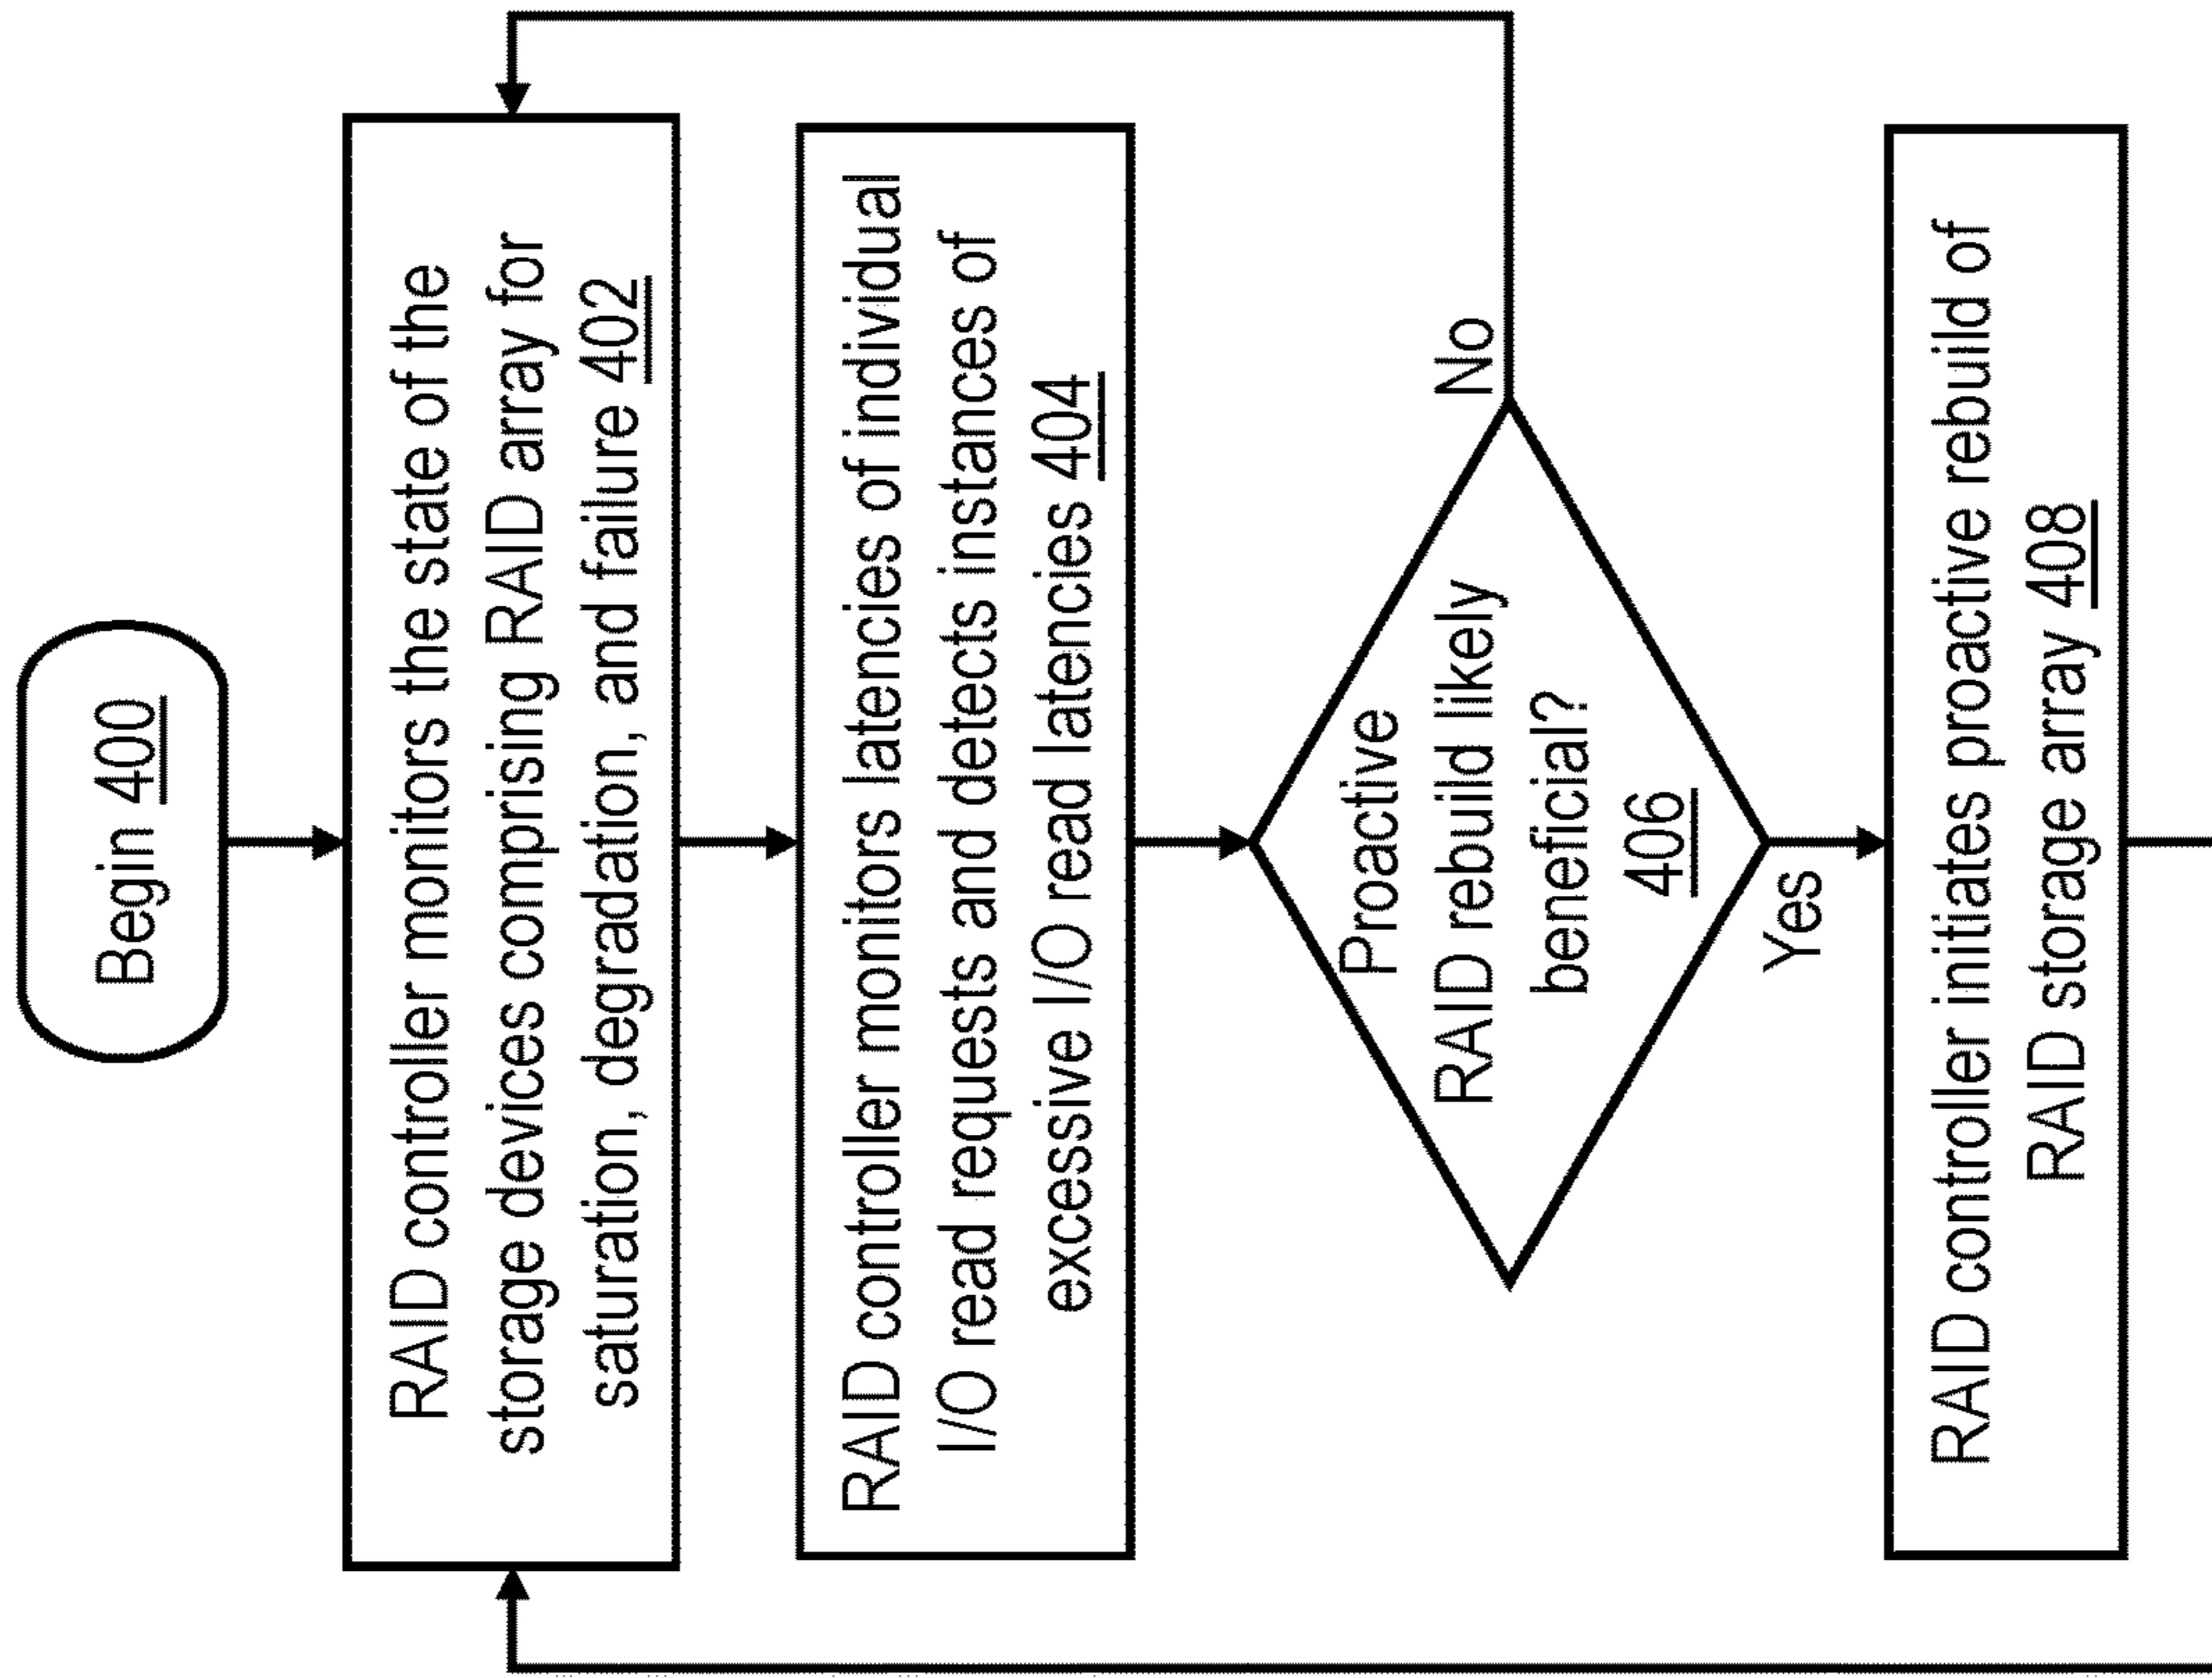 Begin 400
RAID controller monitors the state of the
storage devices comprising RAID array for
saturation, degradation, and failure 402
RAID controller monitors latencies of individual
I/O read requests and detects instances of
excessive I/O read latencies 404
Proactive
RAID rebuild likely
beneficial?
406
No
Yes
RAID controller initiates proactive rebuild of
RAID storage array 408